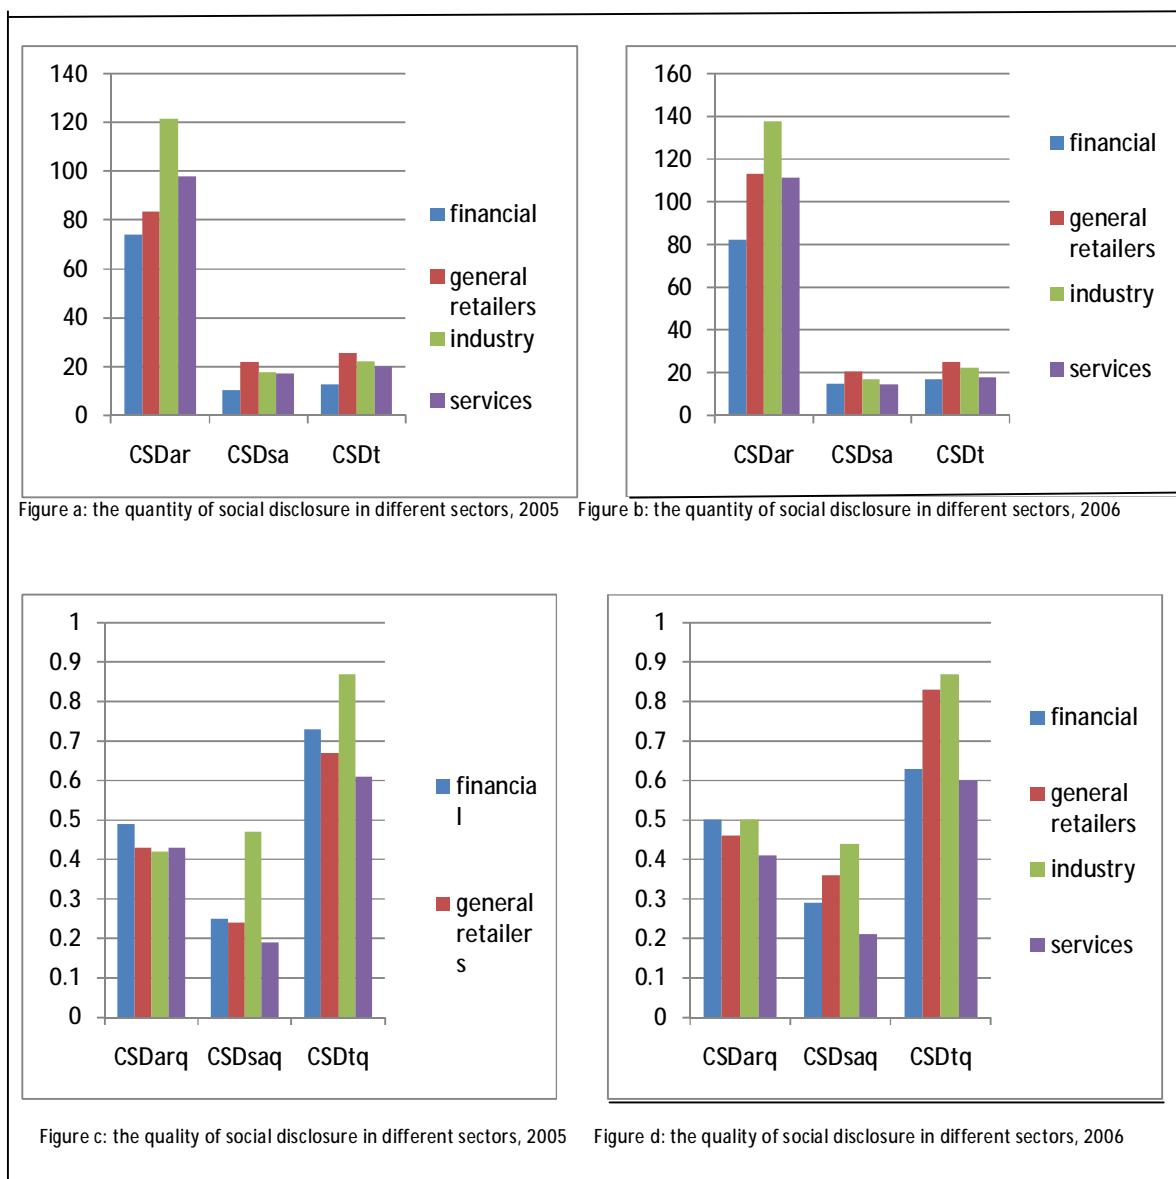 140
120
100
80
60
40
20
0
CSDar CSDsa CSDt
financial
general
retailers
industry
services
160
140
120
100
80
60
40
20
0
CSDar CSDsa CSDt
financial
general
retailers
industry
services
Figure a: the quantity of social disclosure in different sectors, 2005
Figure b: the quantity of social disclosure in different sectors, 2006
1
0.9
0.8
0.7
0.6
0.5
0.4
0.3
0.2
0.1
0
CSDarq CSDsaq CSDtq
financia
l
general
retailer
s
1
0.9
0.8
0.7
0.6
0.5
0.4
0.3
0.2
0.1
0
CSDarq CSDsaq CSDtq
financial
general
retailers
industry
services
Figure c: the quality of social disclosure in different sectors, 2005
Figure d: the quality of social disclosure in different sectors, 2006